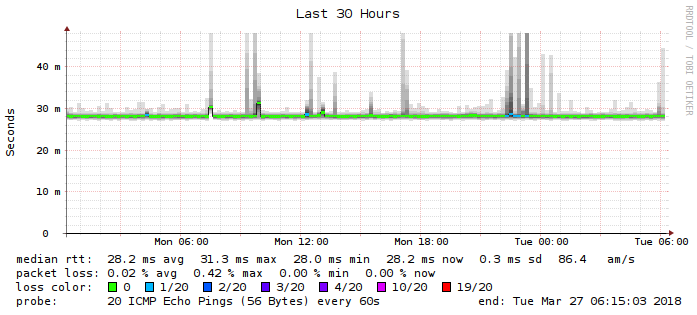 Last 30 Hours
RRDTOOL / TOBI OETIKER
Seconds
40 m
30 m
20 m
10 m
0
Mon 06:00 Mon 12:00 Mon 18:00 Tue 00:00 Tue 06:00
median rtt: 28.2 ms avg 31.3 ms max 28.0 ms min 28.2 ms now 0.3 ms sd 86.4 am/s
packet loss: 0.02 % avg 0.42 % max 0.00 % min 0.00 % now
loss color: 0 1/20 2/20 3/20 4/20 10/20 19/20
probe: 20 ICMP Echo Pings (56 Bytes) every 60s end: Tue Mar 27 06:15:03 2018